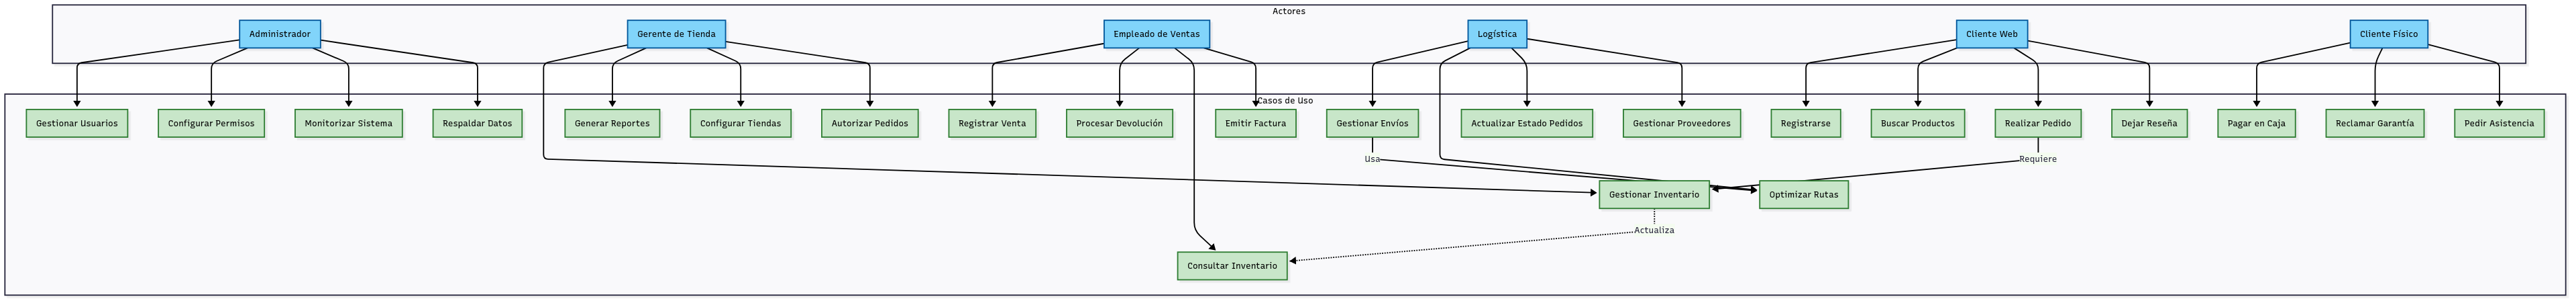 Actores
Administrador
Gerente de Tienda
Empleado de Ventas
Logística
Cliente Web
Cliente Físico
Casos de Uso
Gestionar Usuarios
Configurar Permisos
Monitorizar Sistema
Respaldar Datos
Generar Reportes
Configurar Tiendas
Autorizar Pedidos
Registrar Venta
Procesar Devolución
Emitir Factura
Gestionar Envíos
Actualizar Estado Pedidos
Gestionar Proveedores
Registrarse
Buscar Productos
Realizar Pedido
Dejar Reseña
Pagar en Caja
Reclamar Garantía
Pedir Asistencia
Usa
Requiere
Gestionar Inventario
Optimizar Rutas
Actualiza
Consultar Inventario